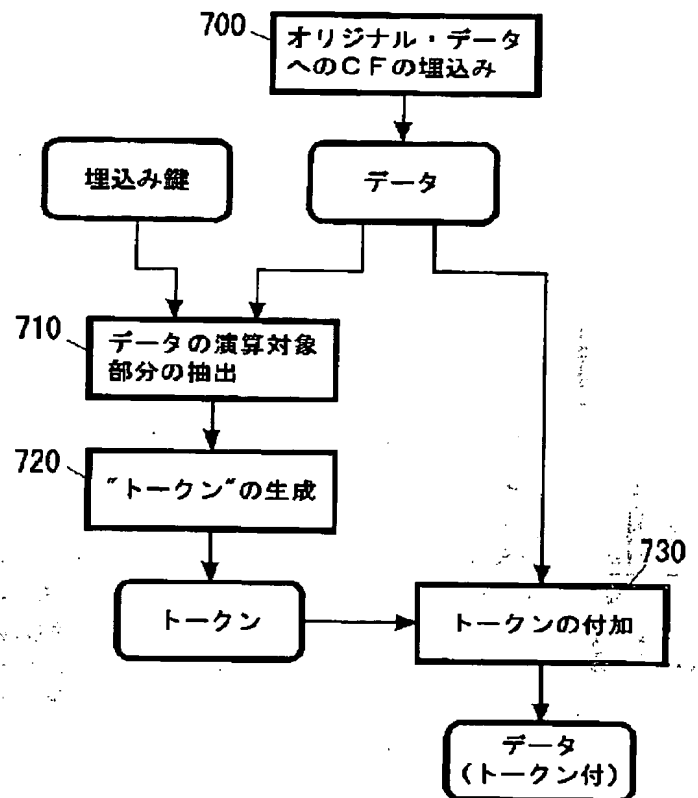 700
オリジナル・データ
へのCFの埋込み
埋込み鍵
データ
710
データの演算対象
部分の抽出
720
"トークン"の生成
730
トークン
トークンの付加
データ
(トークン付)